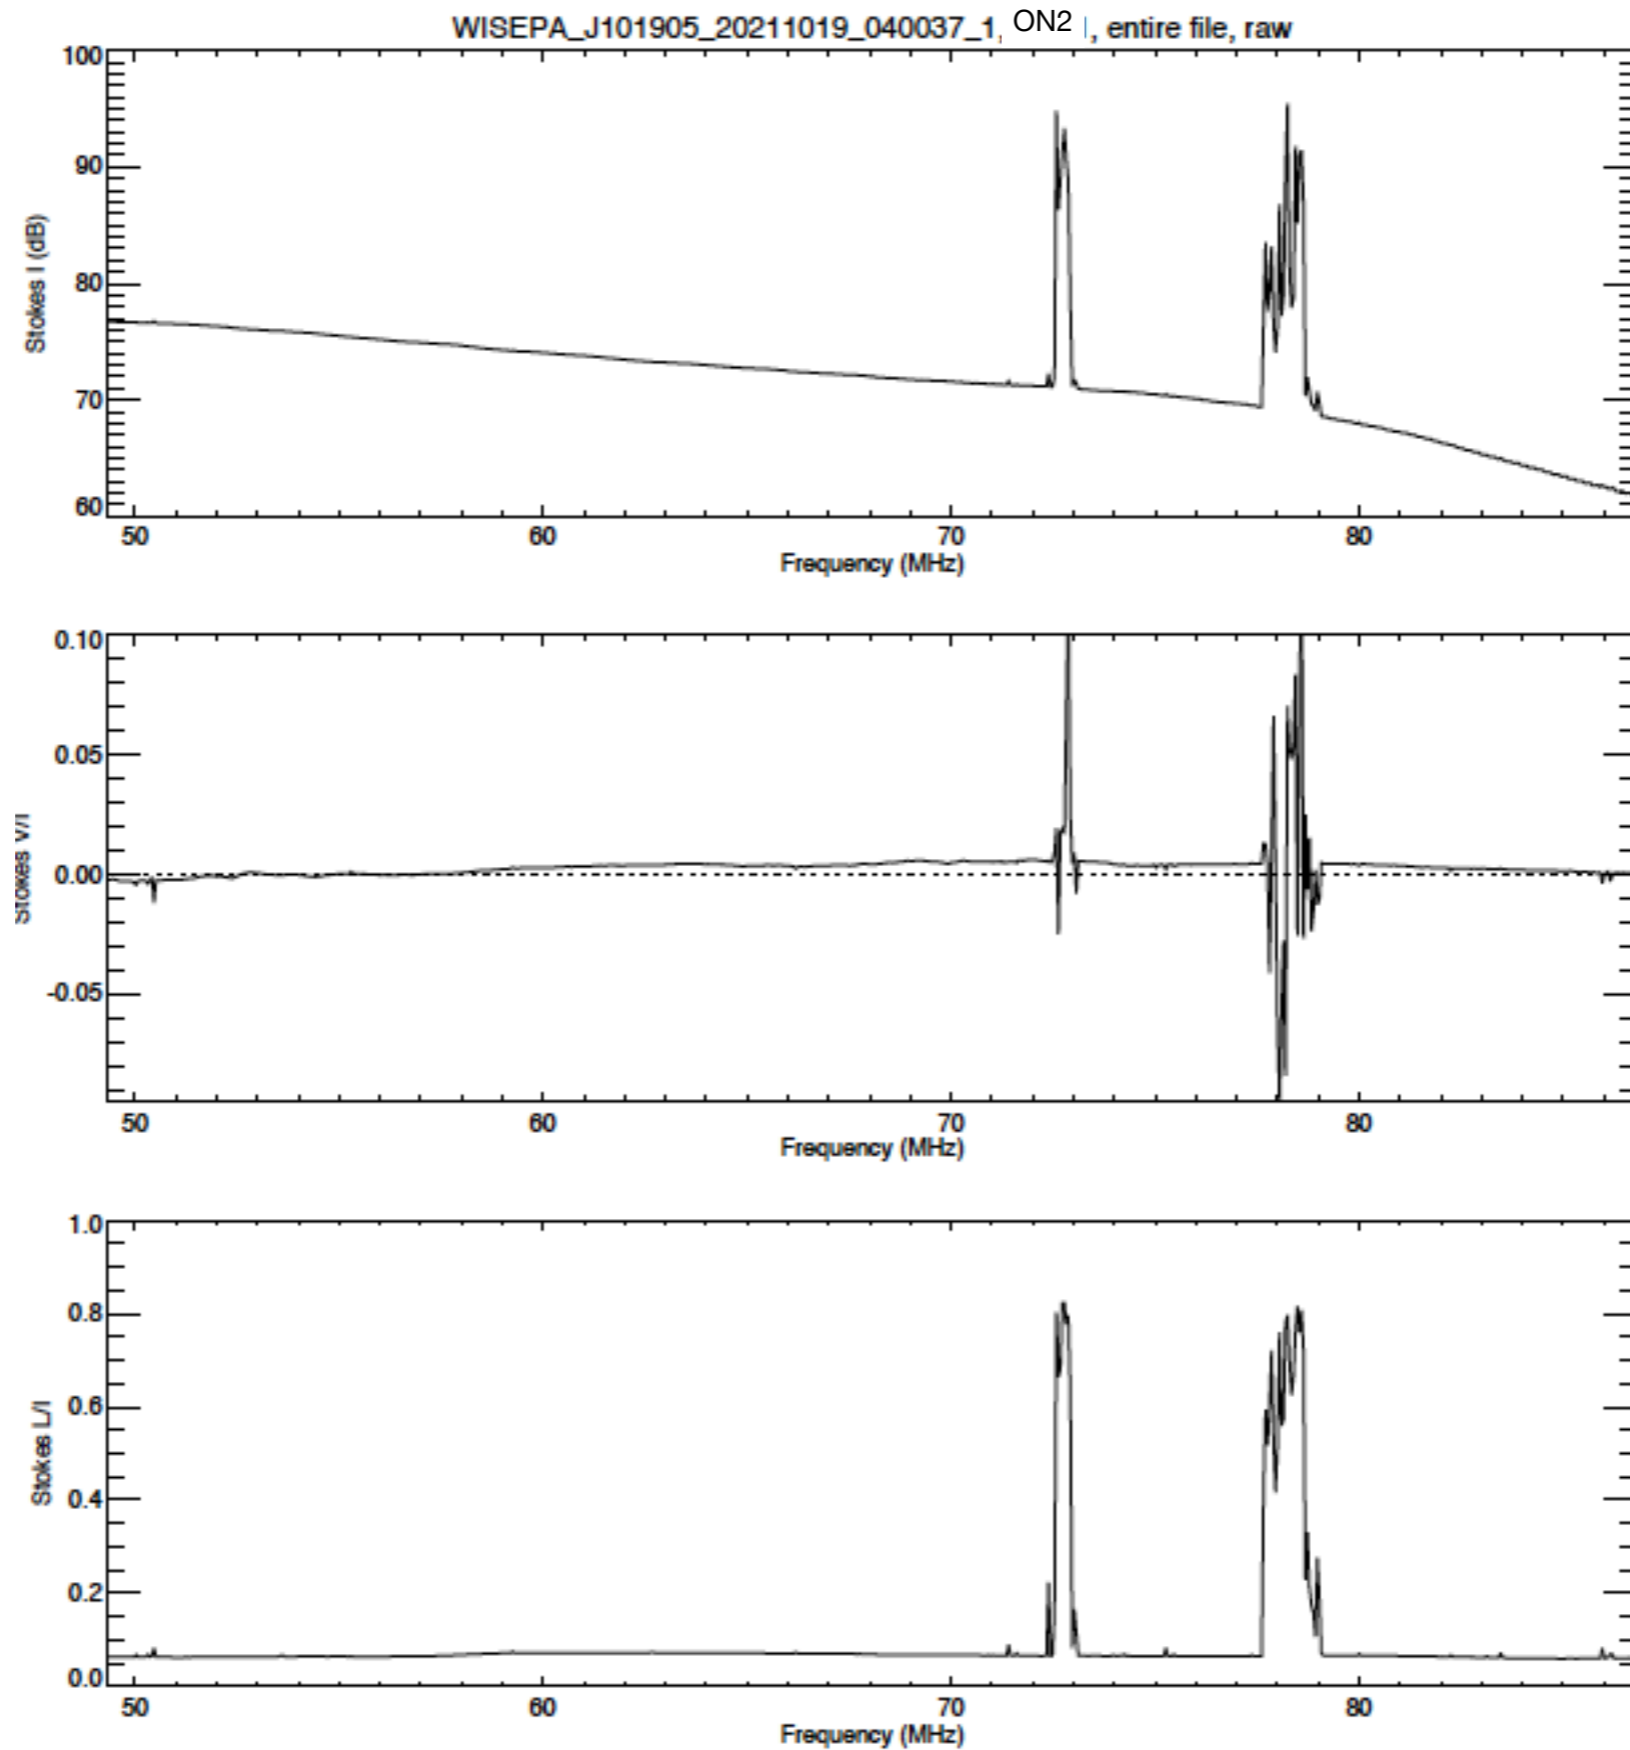 WISEPA_J101905_20211019_040037_1, ON2 , entire file, raw
100
90
80
70
60
Stokes I (dB)
50 60 70 80
Frequency (MHz)
0.10
0.05
0.00
-0.05
Stokes V/I
50 60 70 80
Frequency (MHz)
1.0
0.8
0.6
0.4
0.2
0.0
Stokes L/I
50 60 70 80
Frequency (MHz)